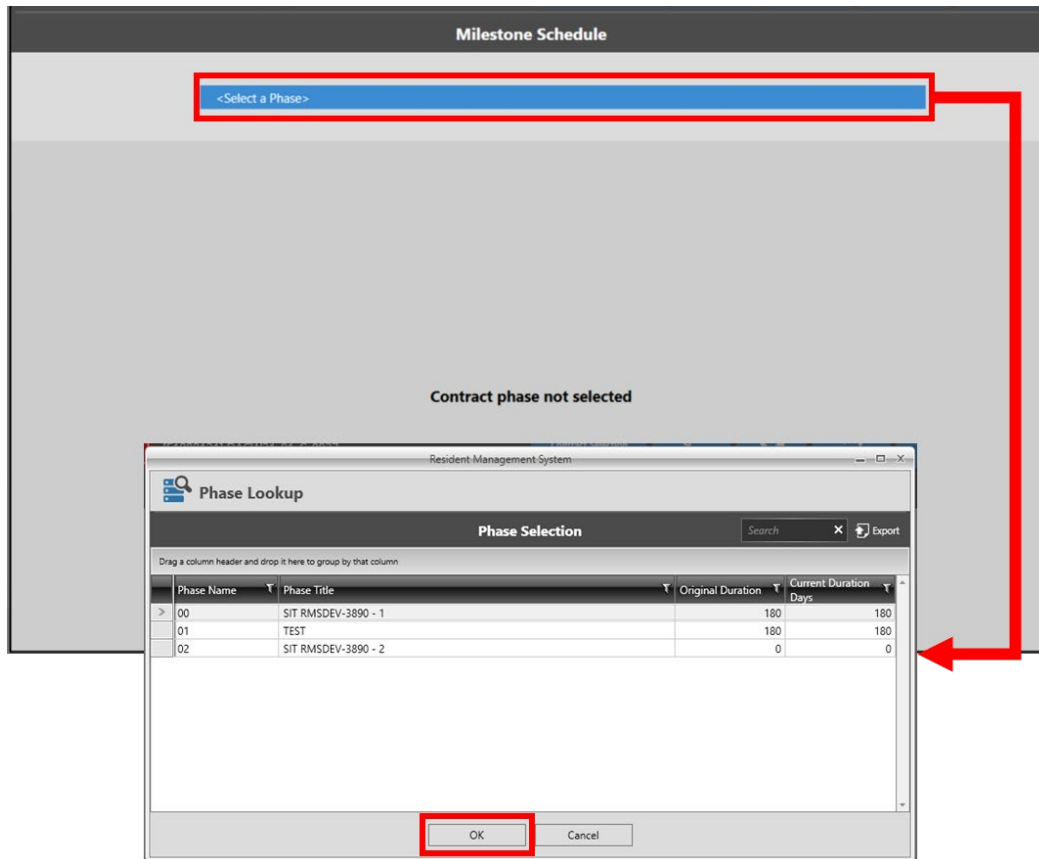 Milestone Schedule
<Select a Phase>
Contract phase not selected
Resident Management System
Phase Lookup
Phase Selection
Search
Export
Drag a column header and drop it here to group by that column
Phase Name Phase Title Original Duration Current Duration Days
00 SIT RMSDEV-3890 - 1 180 180
01 TEST 180 180
02 SIT RMSDEV-3890 - 2 0 0
OK Cancel